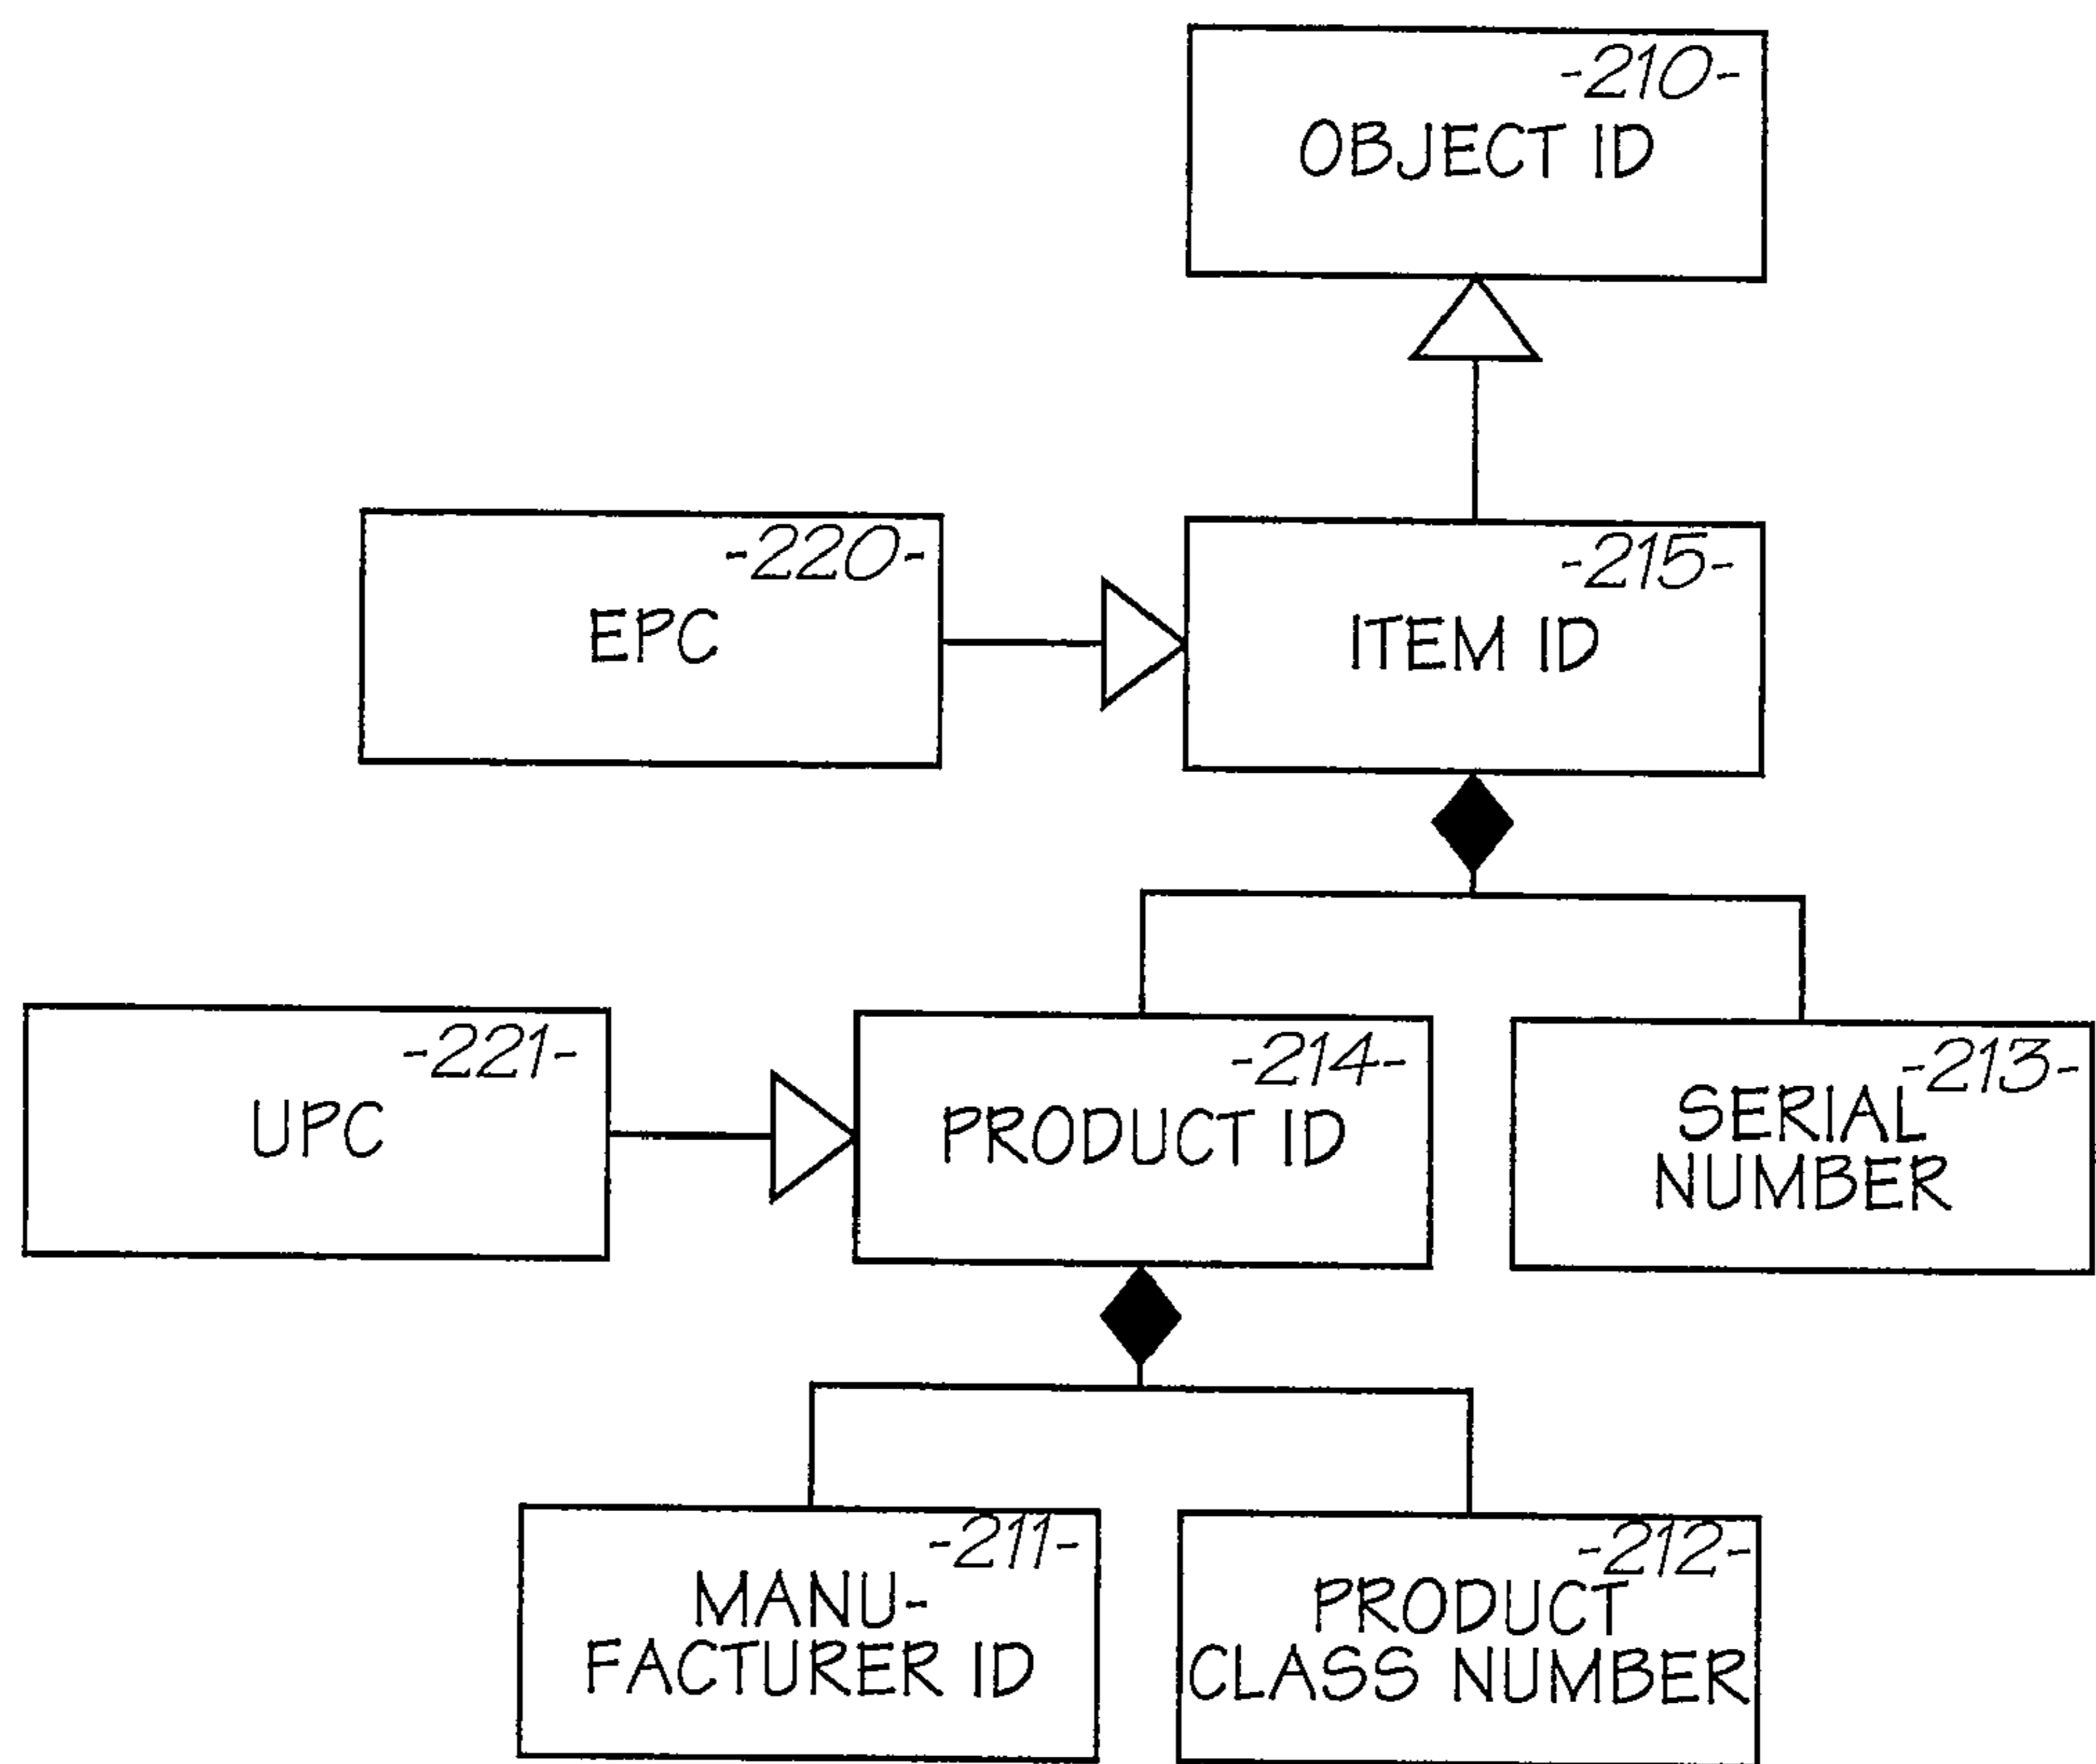 -210-
OBJECT ID
-220-
EPC
-215-
ITEM ID
-221-
UPC
-214-
PRODUCT ID
-213-
SERIAL
NUMBER
-211-
MANU-
FACTURER ID
-212-
PRODUCT
CLASS NUMBER